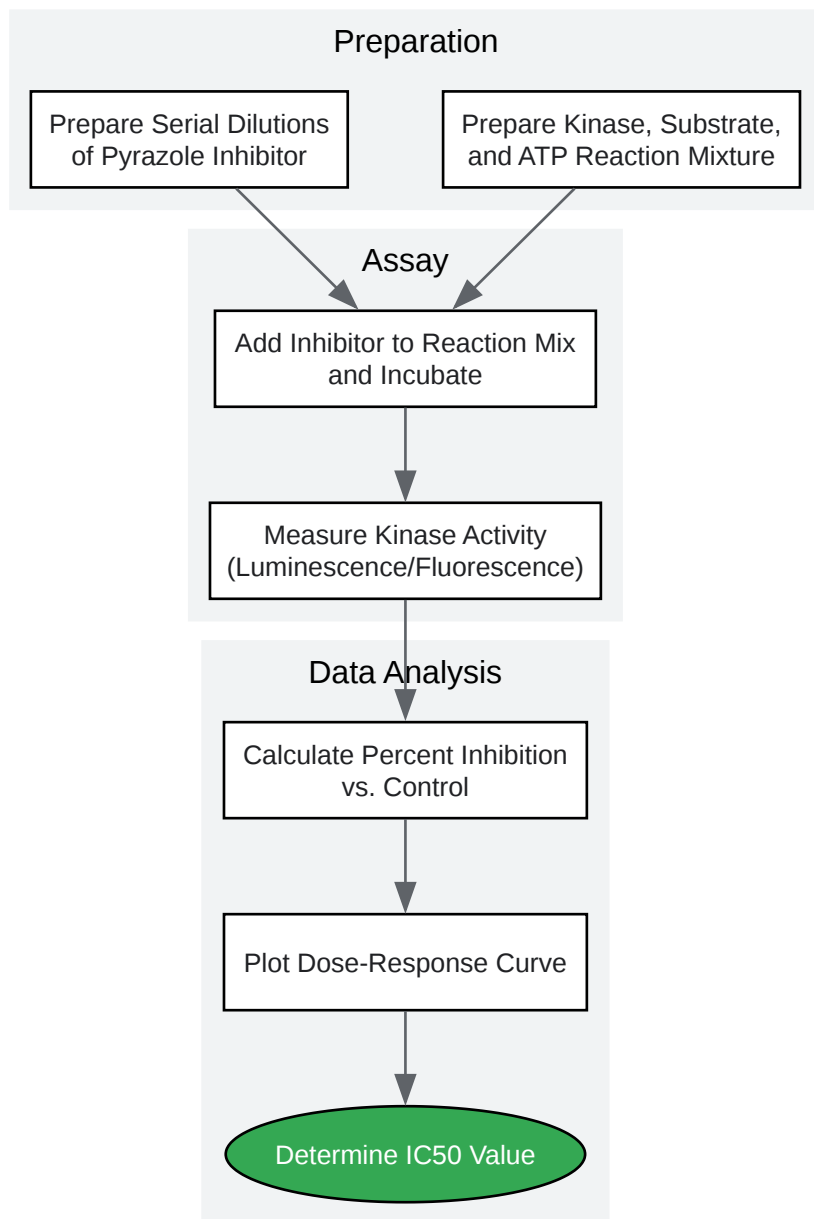 Preparation
Prepare Serial Dilutions
of Pyrazole Inhibitor
Prepare Kinase, Substrate,
and ATP Reaction Mixture
Assay
Add Inhibitor to Reaction Mix
and Incubate
Measure Kinase Activity
(Luminescence/Fluorescence)
Data Analysis
Calculate Percent Inhibition
vs. Control
Plot Dose-Response Curve
Determine IC50 Value